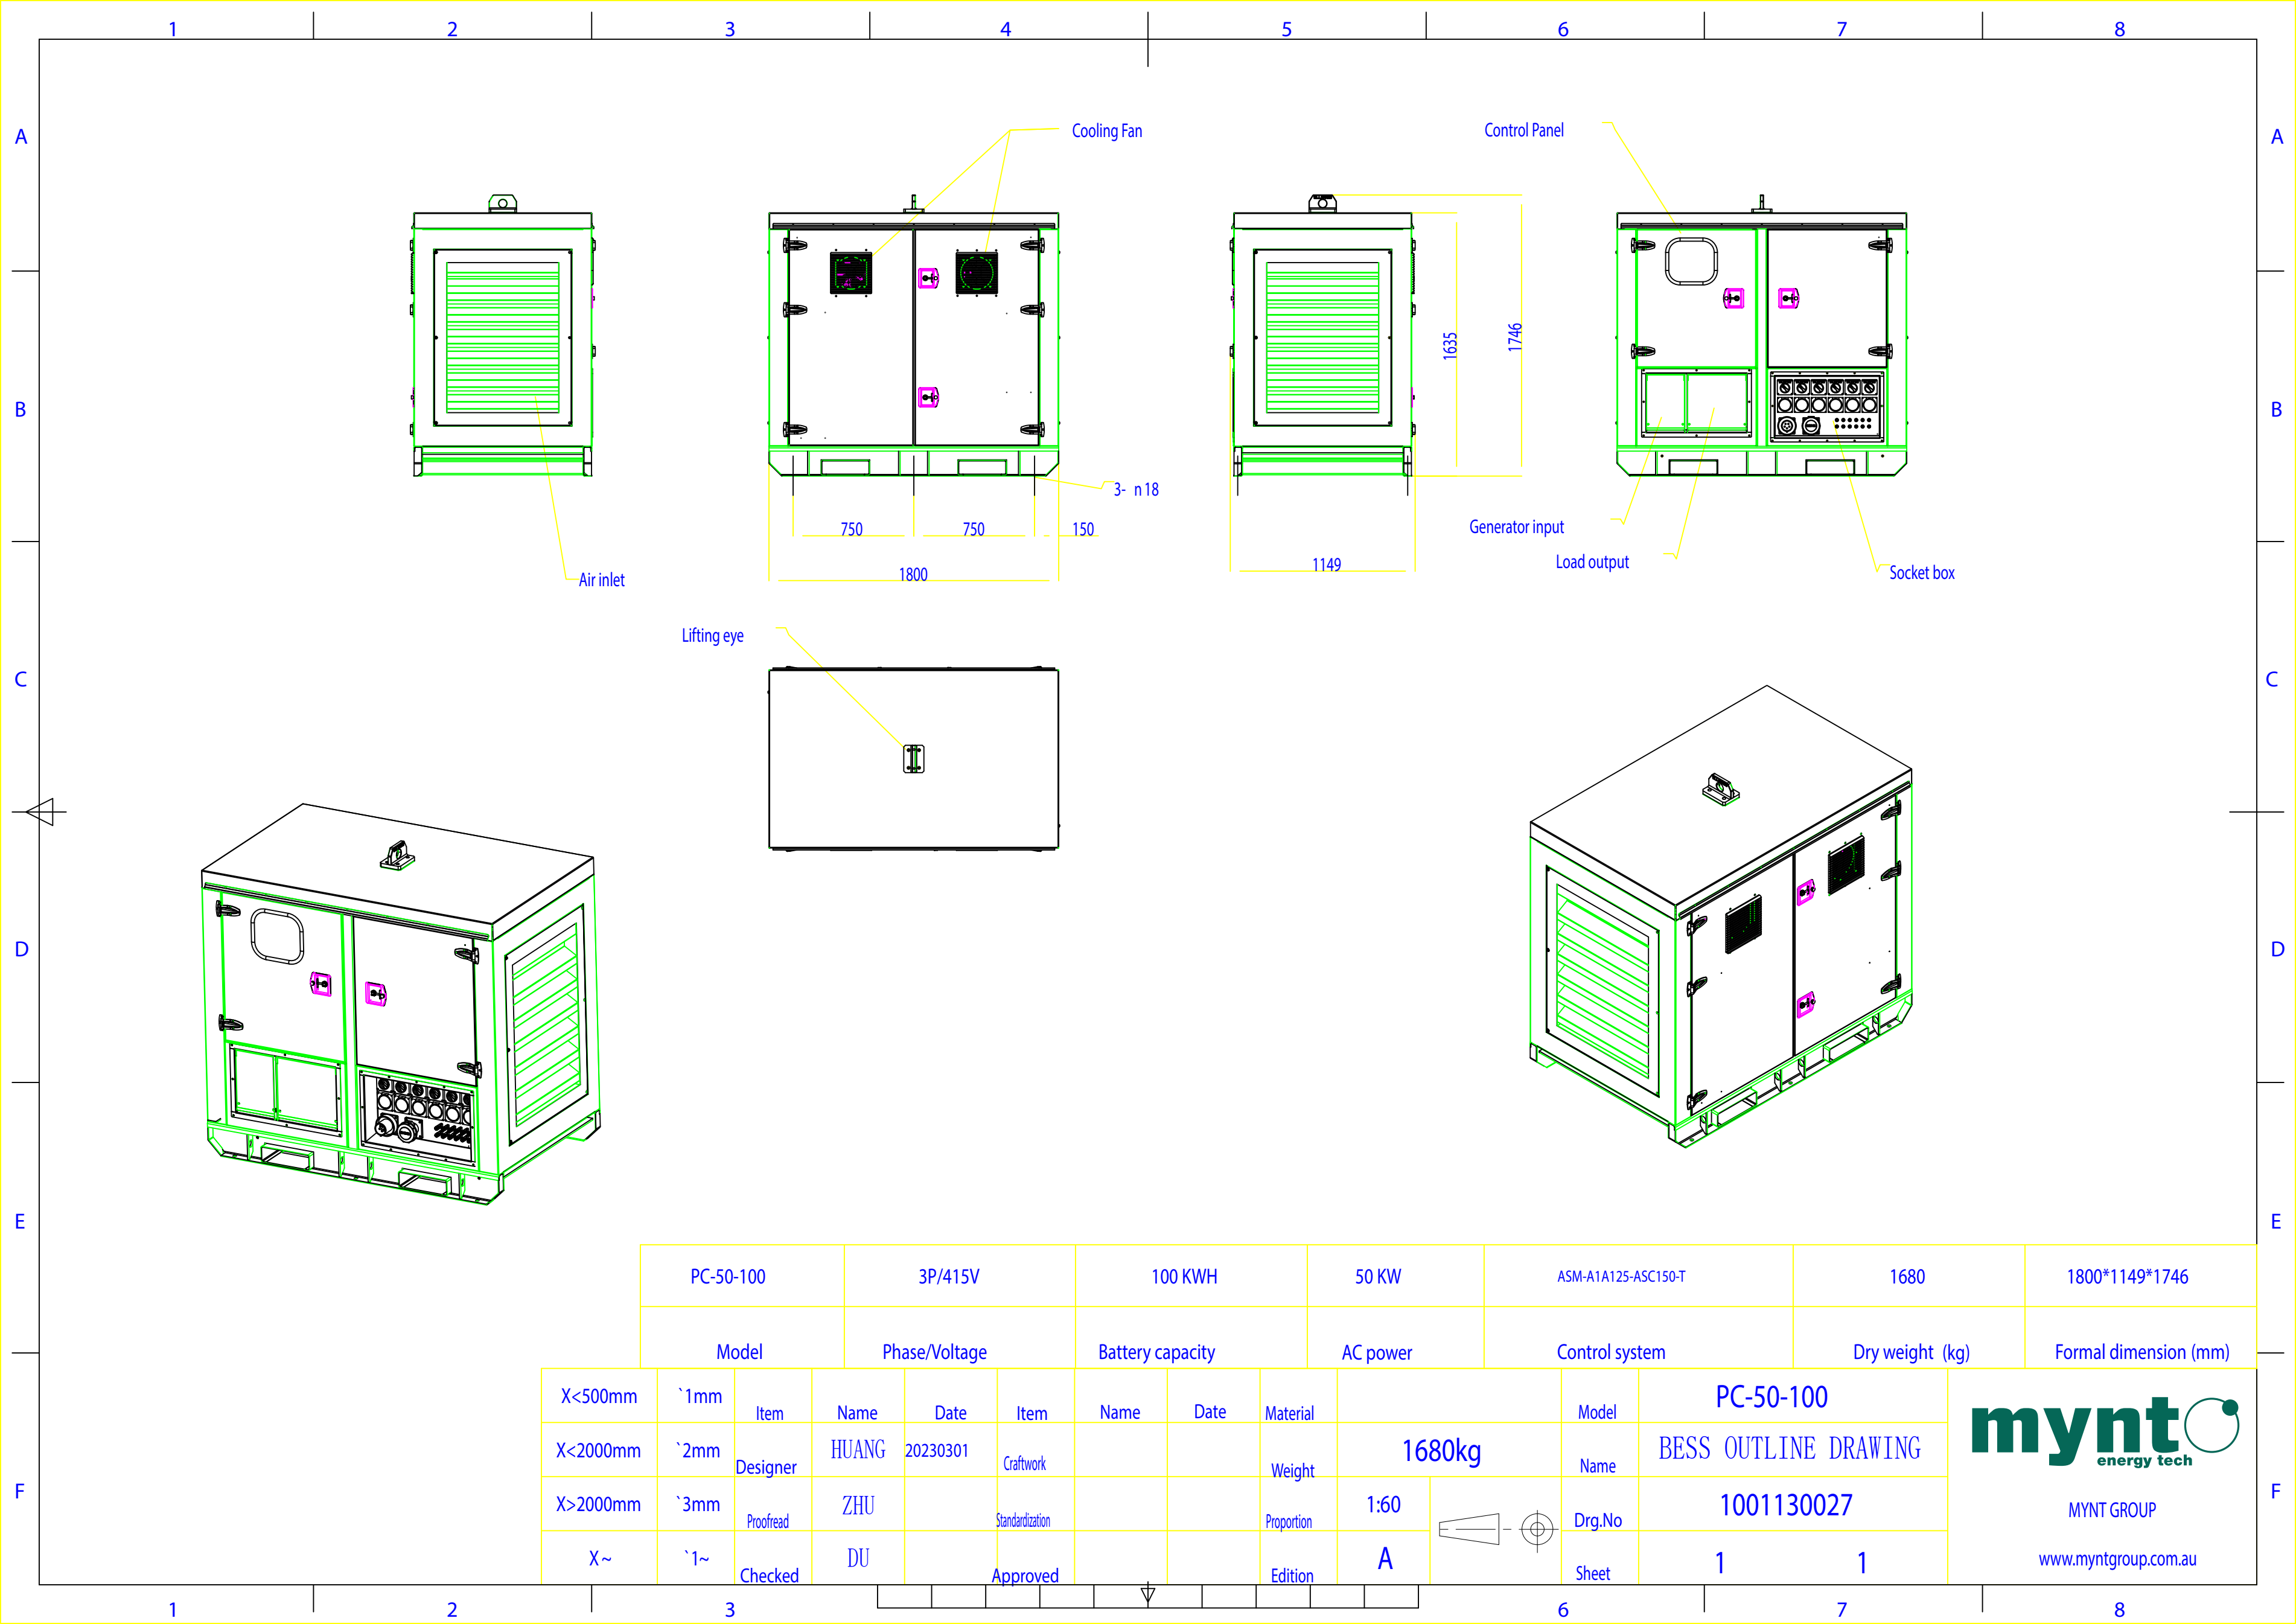 1 2 3 4 5 6 7 8
A A
Cooling Fan
Control Panel
1635
1746
B B
3- n 18
750 750 150
1800
1149
Generator input
Load output
Socket box
Air inlet
Lifting eye
C C
D D
E E
PC-50-100 3P/415V 100 KWH 50 KW ASM-A1A125-ASC150-T 1680 1800*1149*1746
Model Phase/Voltage Battery capacity AC power Control system Dry weight (kg) Formal dimension (mm)
X<500mm `1mm Item Name Date Item Name Date Material Model PC-50-100
X<2000mm `2mm Designer HUANG 20230301 Craftwork Weight 1680kg Name BESS OUTLINE DRAWING
X>2000mm `3mm Proofread ZHU Standardization Proportion 1:60 Drg.No 1001130027
X~ `1~ Checked DU Approved Edition A Sheet 1 1
mynt
energy tech
MYNT GROUP
www.myntgroup.com.au
F F
1 2 3 6 7 8